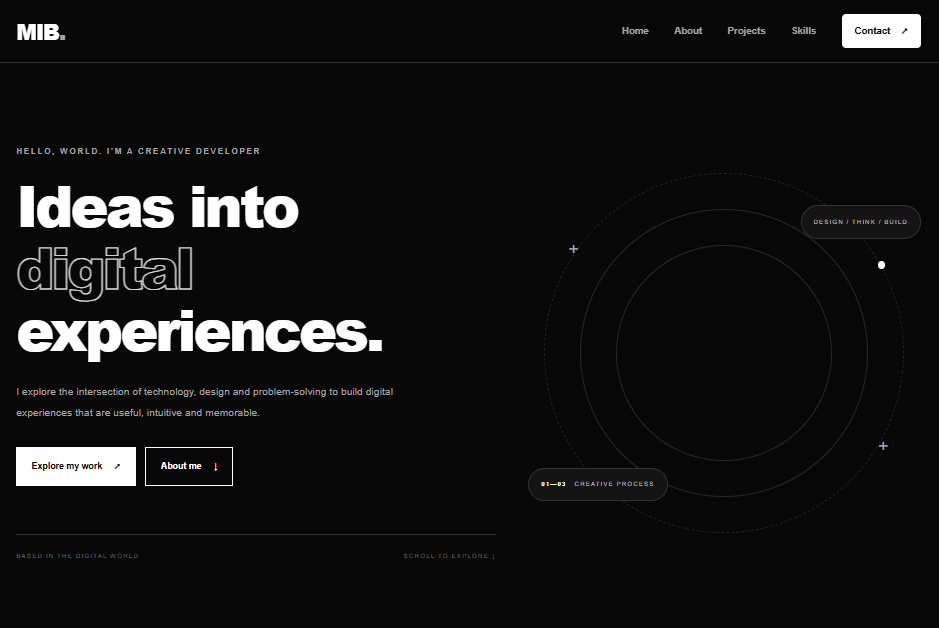 MIB.
Home About Projects Skills Contact ↗
HELLO, WORLD. I'M A CREATIVE DEVELOPER
Ideas into
digital
experiences.
I explore the intersection of technology, design and problem-solving to build digital
experiences that are useful, intuitive and memorable.
Explore my work ↗ About me ↓
DESIGN / THINK / BUILD
01—03 CREATIVE PROCESS
BASED IN THE DIGITAL WORLD
SCROLL TO EXPLORE ↓